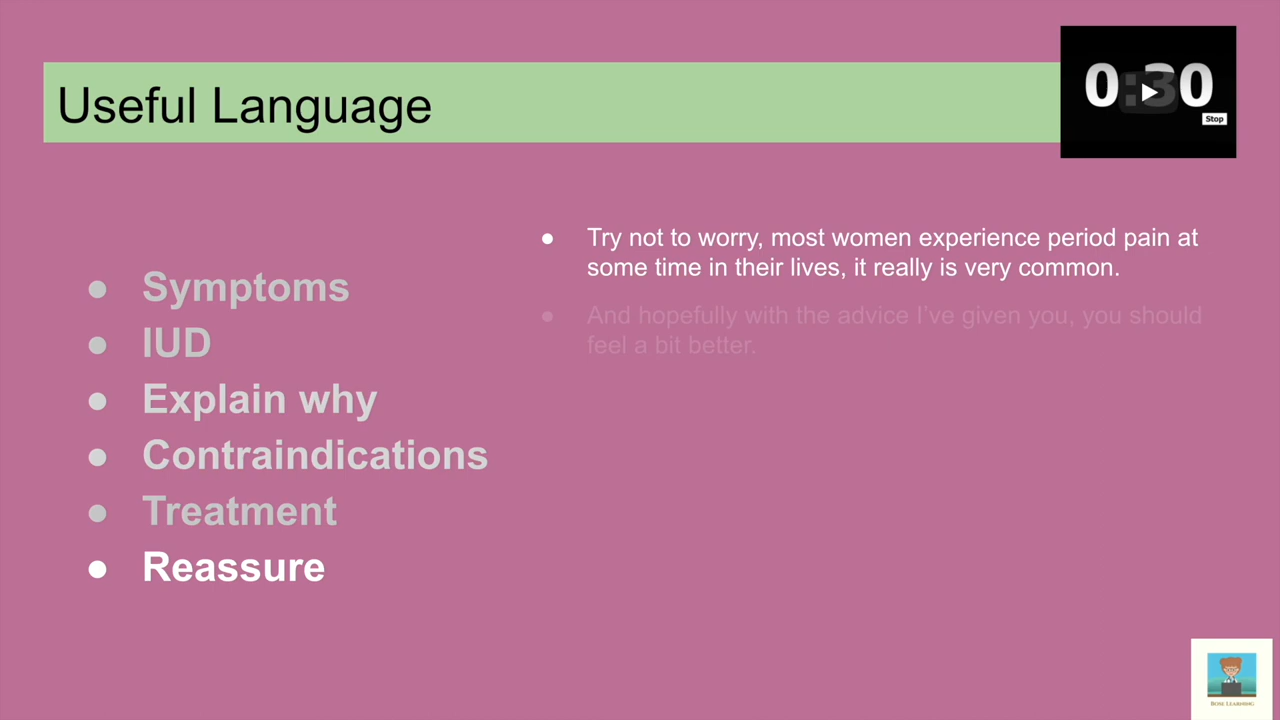 Useful Language
0:30
Stop
• Symptoms
• IUD
• Explain why
• Contraindications
• Treatment
• Reassure
• Try not to worry, most women experience period pain at
some time in their lives, it really is very common.
• And hopefully with the advice I’ve given you, you should
feel a bit better.
ROSE LEARNING